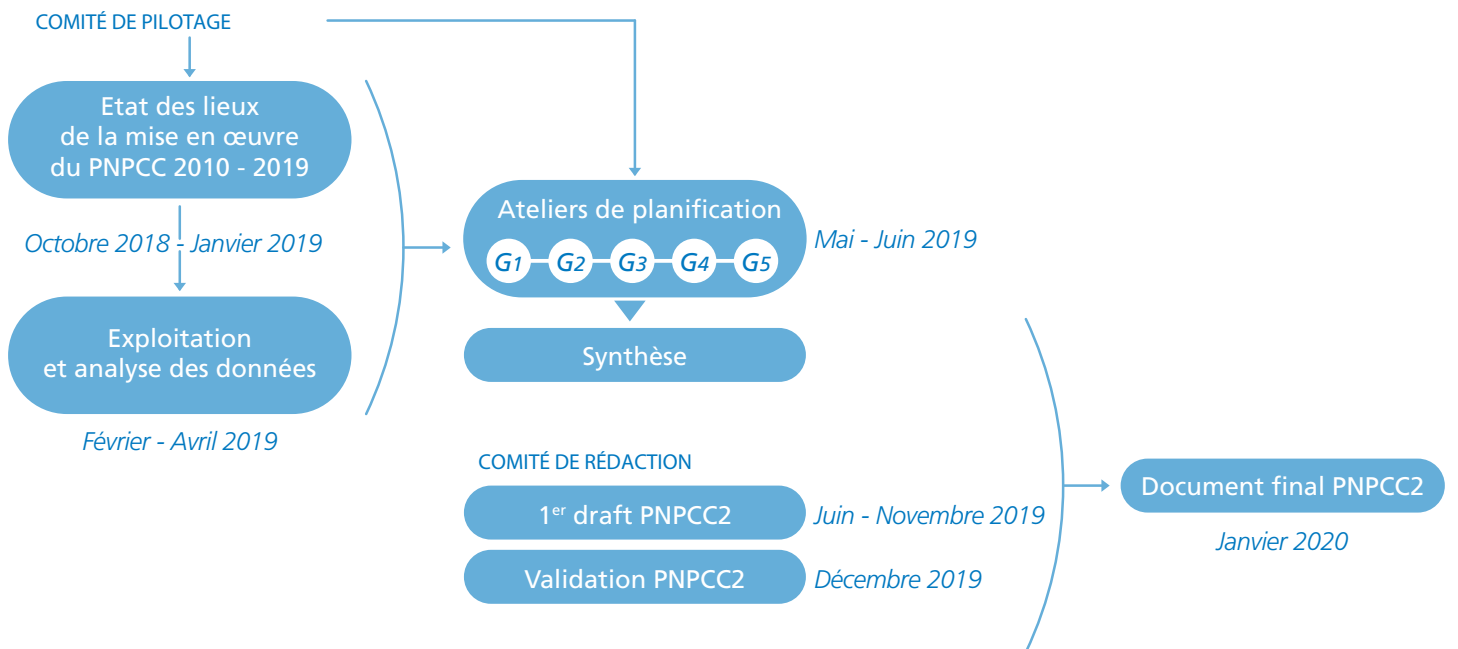 COMITÉ DE PILOTAGE
Etat des lieux
de la mise en œuvre
du PNPCC 2010 - 2019
Octobre 2018 - Janvier 2019
Exploitation
et analyse des données
Février - Avril 2019
Ateliers de planification
G1 G2 G3 G4 G5
Mai - Juin 2019
Synthèse
COMITÉ DE RÉDACTION
1er draft PNPCC2
Juin - Novembre 2019
Validation PNPCC2
Décembre 2019
Document final PNPCC2
Janvier 2020